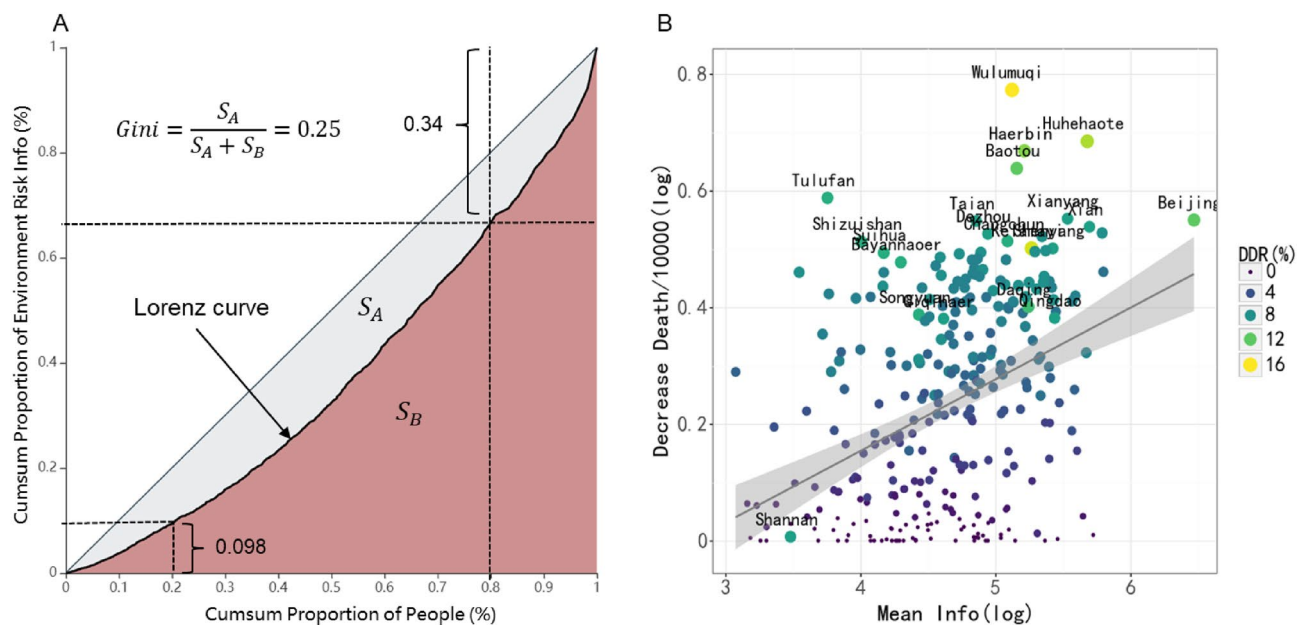 A
Cumsum Proportion of Environment Risk Info (%)
1
0.8
0.6
0.4
0.2
0
Gini = S_A / (S_A + S_B) = 0.25
0.34
Lorenz curve
S_A
S_B
0.098
0 0.1 0.2 0.3 0.4 0.5 0.6 0.7 0.8 0.9 1
Cumsum Proportion of People (%)
B
Decrease Death/10000(log)
0.8
0.6
0.4
0.2
0
Wulumuqi
Huhehaote
Haerbin
Baotou
Tulufan
Xianyang
Beijing
Taian
Xian
Dezhou
Shizuishan
Changchun
Suihua
Bayannaoer
Daqing
Songyuan
Qingdao
Shannan
3 4 5 6
Mean Info(log)
DDR(%)
0
4
8
12
16